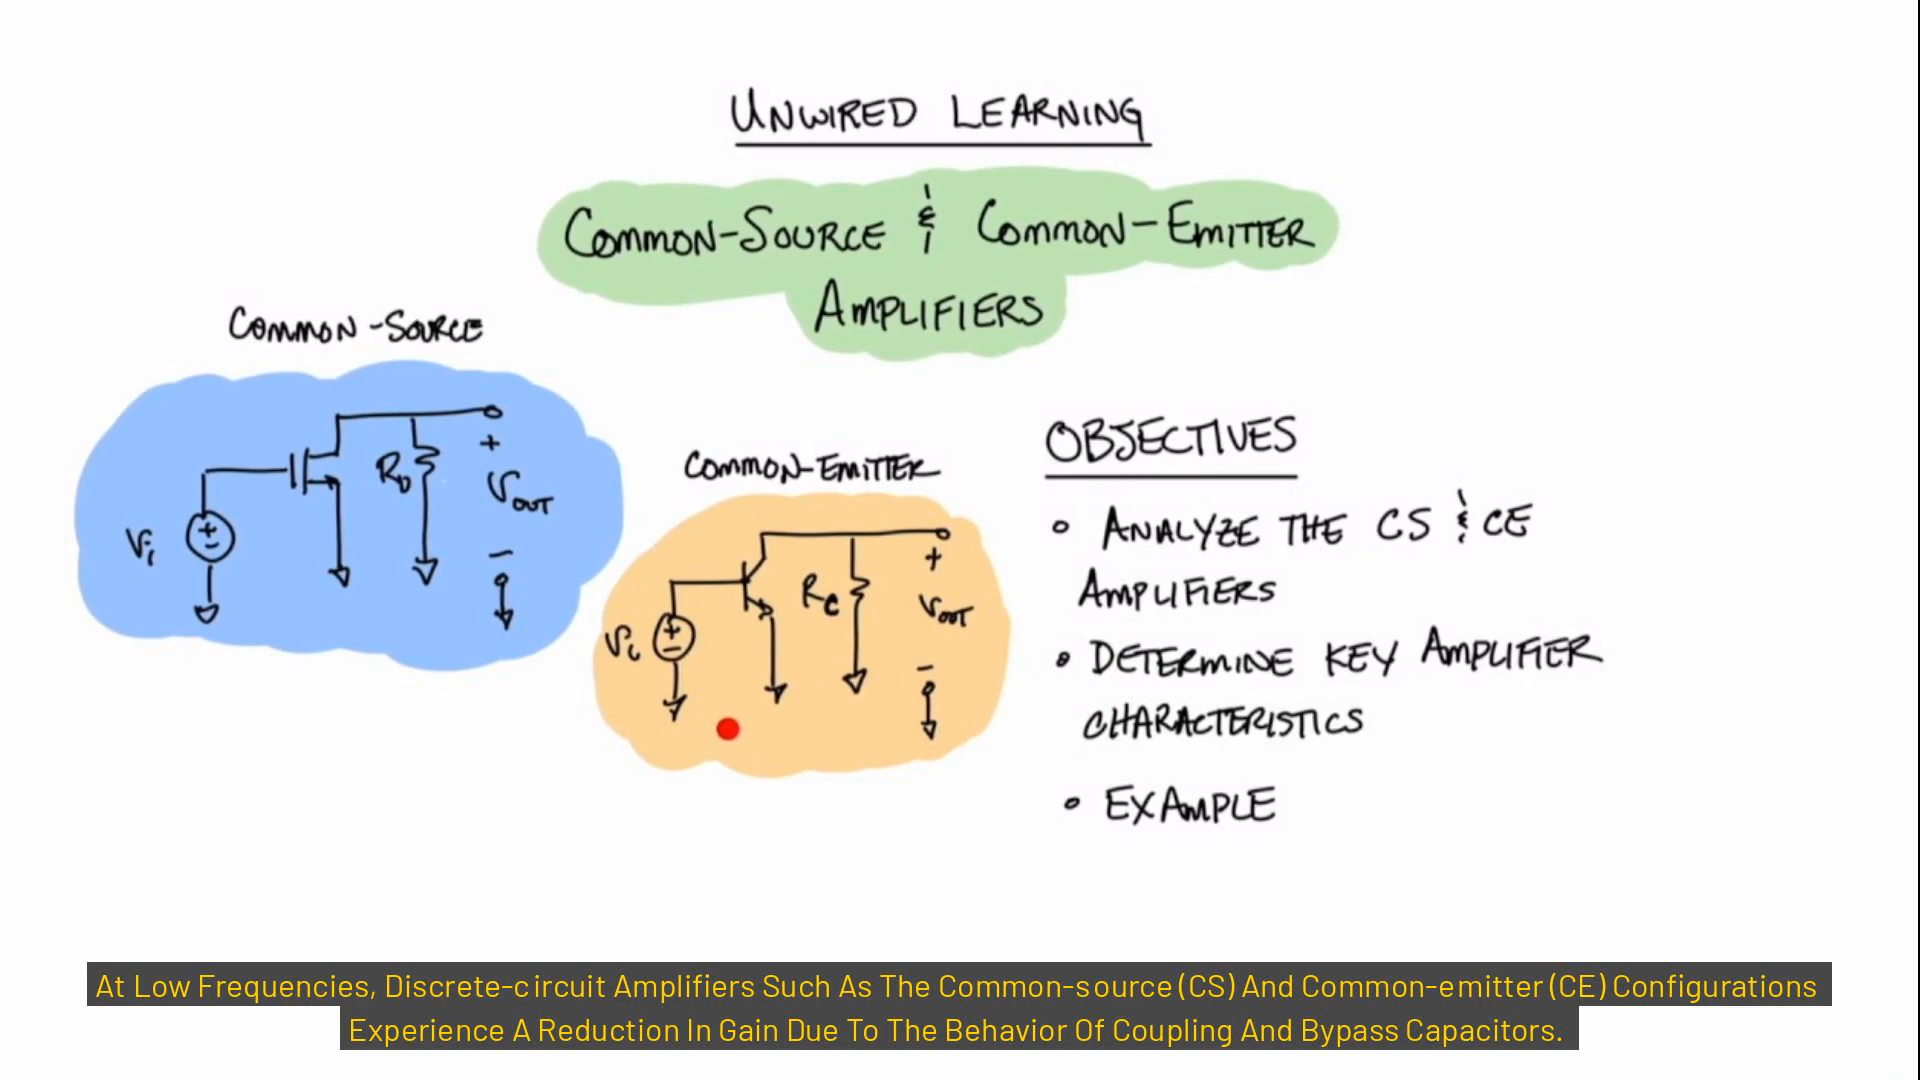 UNWIRED LEARNING
COMMON-SOURCE & COMMON-EMITTER
AMPLIFIERS
COMMON-SOURCE
RD
+
VOUT
-
Vi
+
-
COMMON-EMITTER
RC
+
VOUT
-
Vi
+
-
OBJECTIVES
• ANALYZE THE CS & CE
AMPLIFIERS
• DETERMINE KEY AMPLIFIER
CHARACTERISTICS
• EXAMPLE
At Low Frequencies, Discrete-circuit Amplifiers Such As The Common-source (CS) And Common-emitter (CE) Configurations
Experience A Reduction In Gain Due To The Behavior Of Coupling And Bypass Capacitors.